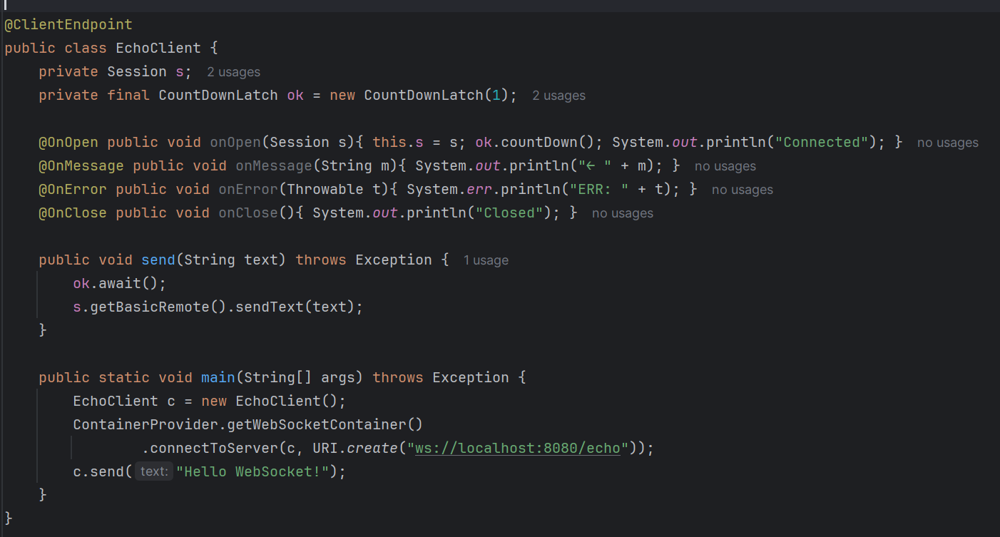 @ClientEndpoint
public class EchoClient {
    private Session s;  2 usages
    private final CountDownLatch ok = new CountDownLatch(1);  2 usages

    @OnOpen public void onOpen(Session s){ this.s = s; ok.countDown(); System.out.println("Connected"); }  no usages
    @OnMessage public void onMessage(String m){ System.out.println("← " + m); }  no usages
    @OnError public void onError(Throwable t){ System.err.println("ERR: " + t); }  no usages
    @OnClose public void onClose(){ System.out.println("Closed"); }  no usages

    public void send(String text) throws Exception {  1 usage
        ok.await();
        s.getBasicRemote().sendText(text);
    }

    public static void main(String[] args) throws Exception {
        EchoClient c = new EchoClient();
        ContainerProvider.getWebSocketContainer()
                .connectToServer(c, URI.create("ws://localhost:8080/echo"));
        c.send( text: "Hello WebSocket!");
    }
}